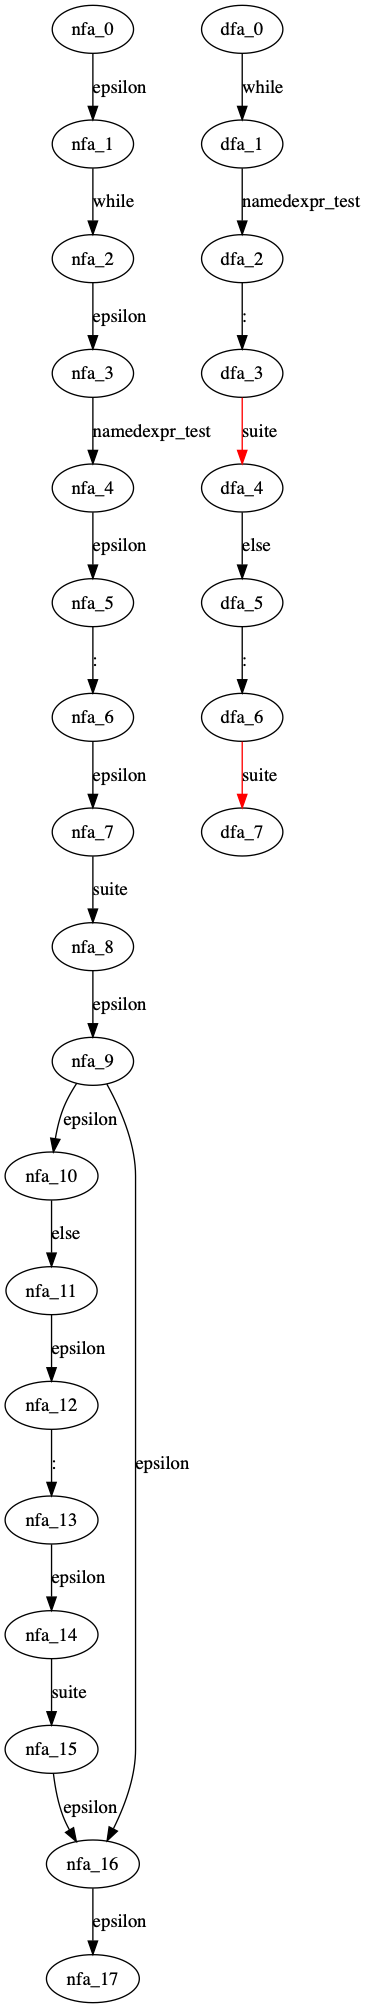 nfa_0
epsilon
nfa_1
while
nfa_2
epsilon
nfa_3
namedexpr_test
nfa_4
epsilon
nfa_5
:
nfa_6
epsilon
nfa_7
suite
nfa_8
epsilon
nfa_9
epsilon
nfa_10
else
nfa_11
epsilon
nfa_12
:
nfa_13
epsilon
nfa_14
suite
nfa_15
epsilon
epsilon
nfa_16
epsilon
nfa_17
dfa_0
while
dfa_1
namedexpr_test
dfa_2
:
dfa_3
suite
dfa_4
else
dfa_5
:
dfa_6
suite
dfa_7